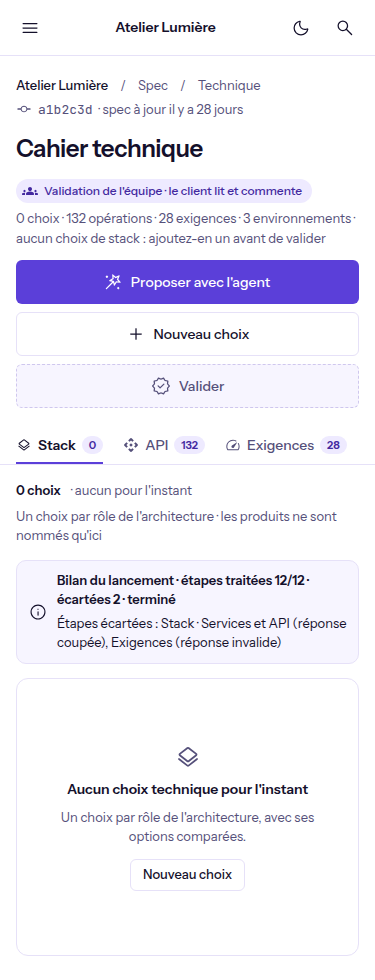 Atelier Lumière
Atelier Lumière / Spec / Technique
a1b2c3d · spec à jour il y a 28 jours
Cahier technique
Validation de l'équipe · le client lit et commente
0 choix · 132 opérations · 28 exigences · 3 environnements ·
aucun choix de stack : ajoutez-en un avant de valider
Proposer avec l'agent
Nouveau choix
Valider
Stack 0 API 132 Exigences 28
0 choix · aucun pour l'instant
Un choix par rôle de l'architecture · les produits ne sont
nommés qu'ici
Bilan du lancement · étapes traitées 12/12 ·
écartées 2 · terminé
Étapes écartées : Stack · Services et API (réponse
coupée), Exigences (réponse invalide)
Aucun choix technique pour l'instant
Un choix par rôle de l'architecture, avec ses
options comparées.
Nouveau choix